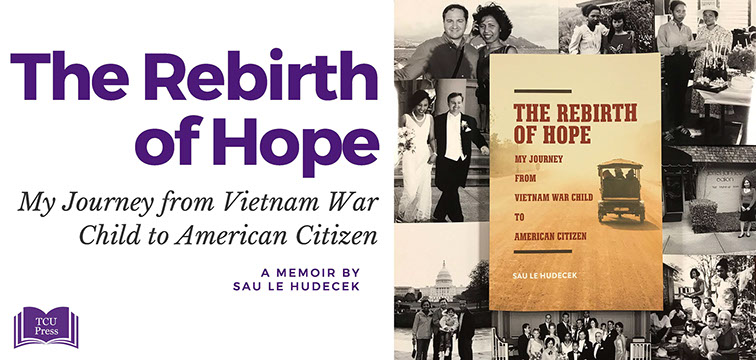 The Rebirth
of Hope
My Journey from Vietnam War
Child to American Citizen
A MEMOIR BY
SAU LE HUDECEK
TCU
Press
THE REBIRTH
OF HOPE
MY JOURNEY
FROM
VIETNAM WAR CHILD
TO
AMERICAN CITIZEN
SAU LE HUDECEK